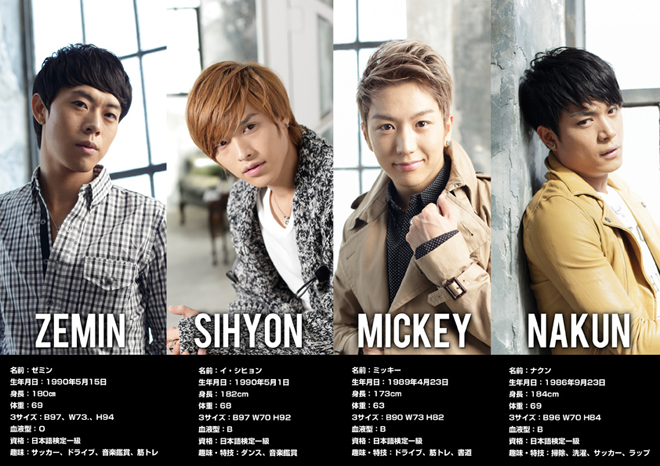 ZEMIN
SIHYON
MICKEY
NAKUN
名前：ゼミン
生年月日：1990年5月15日
身長：180㎝
体重：69
3サイズ：B97、W73.、H94
血液型：O
資格：日本語検定一級
趣味：サッカー、ドライブ、音楽鑑賞、筋トレ
名前：イ・シヒョン
生年月日：1990年5月1日
身長：182cm
体重：68
3サイズ：B97 W70 H92
血液型：B
資格：日本語検定一級
趣味・特技：ダンス、音楽鑑賞
名前：ミッキー
生年月日：1989年4月23日
身長：173cm
体重：63
3サイズ：B90 W73 H82
血液型：B
資格：日本語検定一級
趣味・特技：ドライブ、筋トレ、書道
名前：ナクン
生年月日：1986年9月23日
身長：184cm
体重：69
3サイズ：B96 W70 H84
血液型：B
資格：日本語検定一級
趣味・特技：掃除、洗濯、サッカー、ラップ